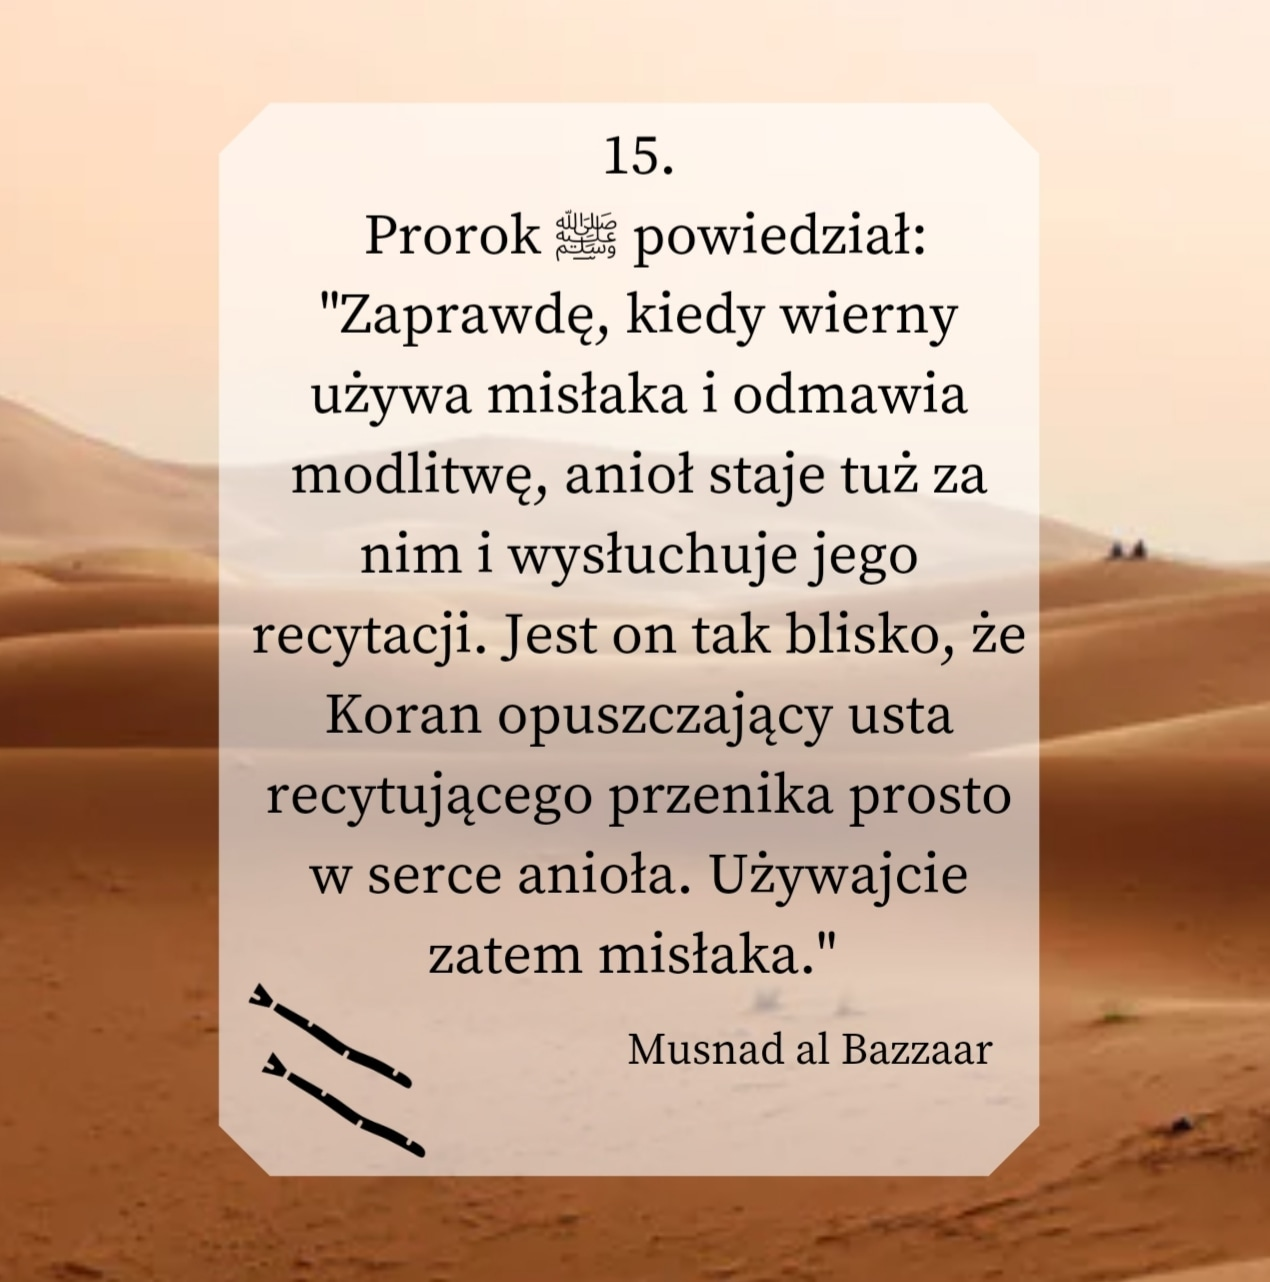 15.
Prorok ﷺ powiedział:
"Zaprawdę, kiedy wierny
używa misłaka i odmawia
modlitwę, anioł staje tuż za
nim i wysłuchuje jego
recytacji. Jest on tak blisko, że
Koran opuszczający usta
recytującego przenika prosto
w serce anioła. Używajcie
zatem misłaka."
Musnad al Bazzaar